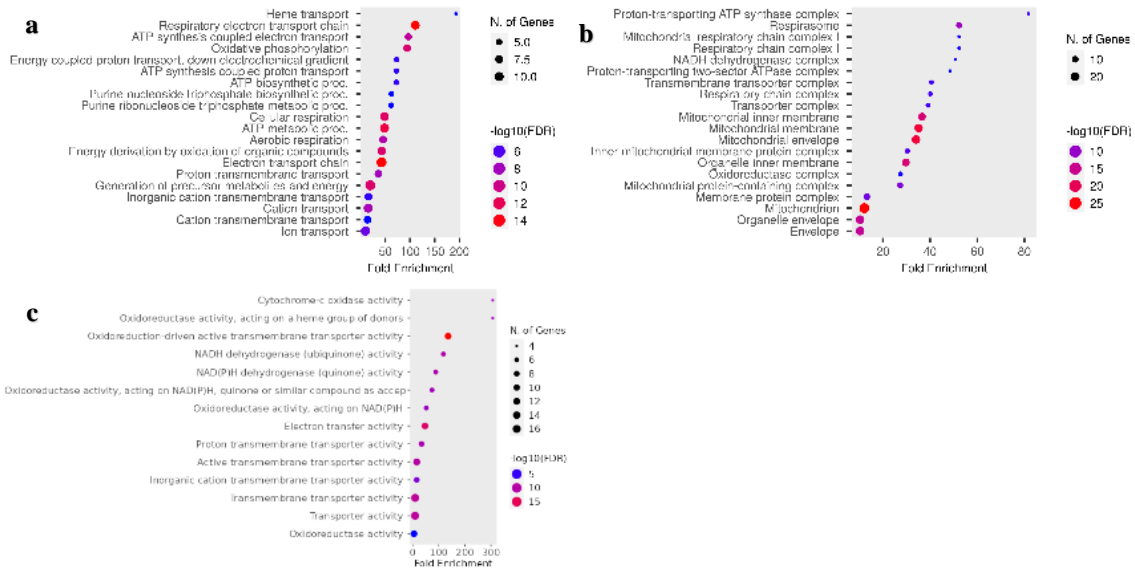 a
Heme transport
Respiratory electron transport chain
ATP synthesis coupled electron transport
Oxidative phosphorylation
Energy coupled proton transport, down electrochemical gradient
ATP synthesis coupled proton transport
ATP biosynthetic proc.
Purine nucleoside triphosphate biosynthetic proc.
Purine ribonucleoside triphosphate metabolic proc.
Cellular respiration
ATP metabolic proc.
Aerobic respiration
Energy derivation by oxidation of organic compounds
Electron transport chain
Proton transmembrane transport
Generation of precursor metabolites and energy
Inorganic cation transmembrane transport
Cation transport
Cation transmembrane transport
Ion transport
50 100 150 200
Fold Enrichment
N. of Genes
5.0
7.5
10.0
-log10(FDR)
6
8
10
12
14
b
Proton-transporting ATP synthase complex
Respirasome
Mitochondrial respiratory chain complex I
Respiratory chain complex I
NADH dehydrogenase complex
Proton-transporting two-sector ATPase complex
Transmembrane transporter complex
Respiratory chain complex
Transporter complex
Mitochondrial inner membrane
Mitochondrial membrane
Mitochondrial envelope
Inner mitochondrial membrane protein complex
Organelle inner membrane
Oxidoreductase complex
Mitochondrial protein-containing complex
Membrane protein complex
Mitochondrion
Organelle envelope
Envelope
20 40 60 80
Fold Enrichment
N. of Genes
10
20
-log10(FDR)
10
15
20
25
c
Cytochrome-c oxidase activity
Oxidoreductase activity, acting on a heme group of donors
Oxidoreduction-driven active transmembrane transporter activity
NADH dehydrogenase (ubiquinone) activity
NAD(P)H dehydrogenase (quinone) activity
Oxidoreductase activity, acting on NAD(P)H, quinone or similar compound as accep
Oxidoreductase activity, acting on NAD(P)H
Electron transfer activity
Proton transmembrane transporter activity
Active transmembrane transporter activity
Inorganic cation transmembrane transporter activity
Transmembrane transporter activity
Transporter activity
Oxidoreductase activity
0 100 200 300
Fold Enrichment
N. of Genes
4
6
8
10
12
14
16
-log10(FDR)
5
10
15